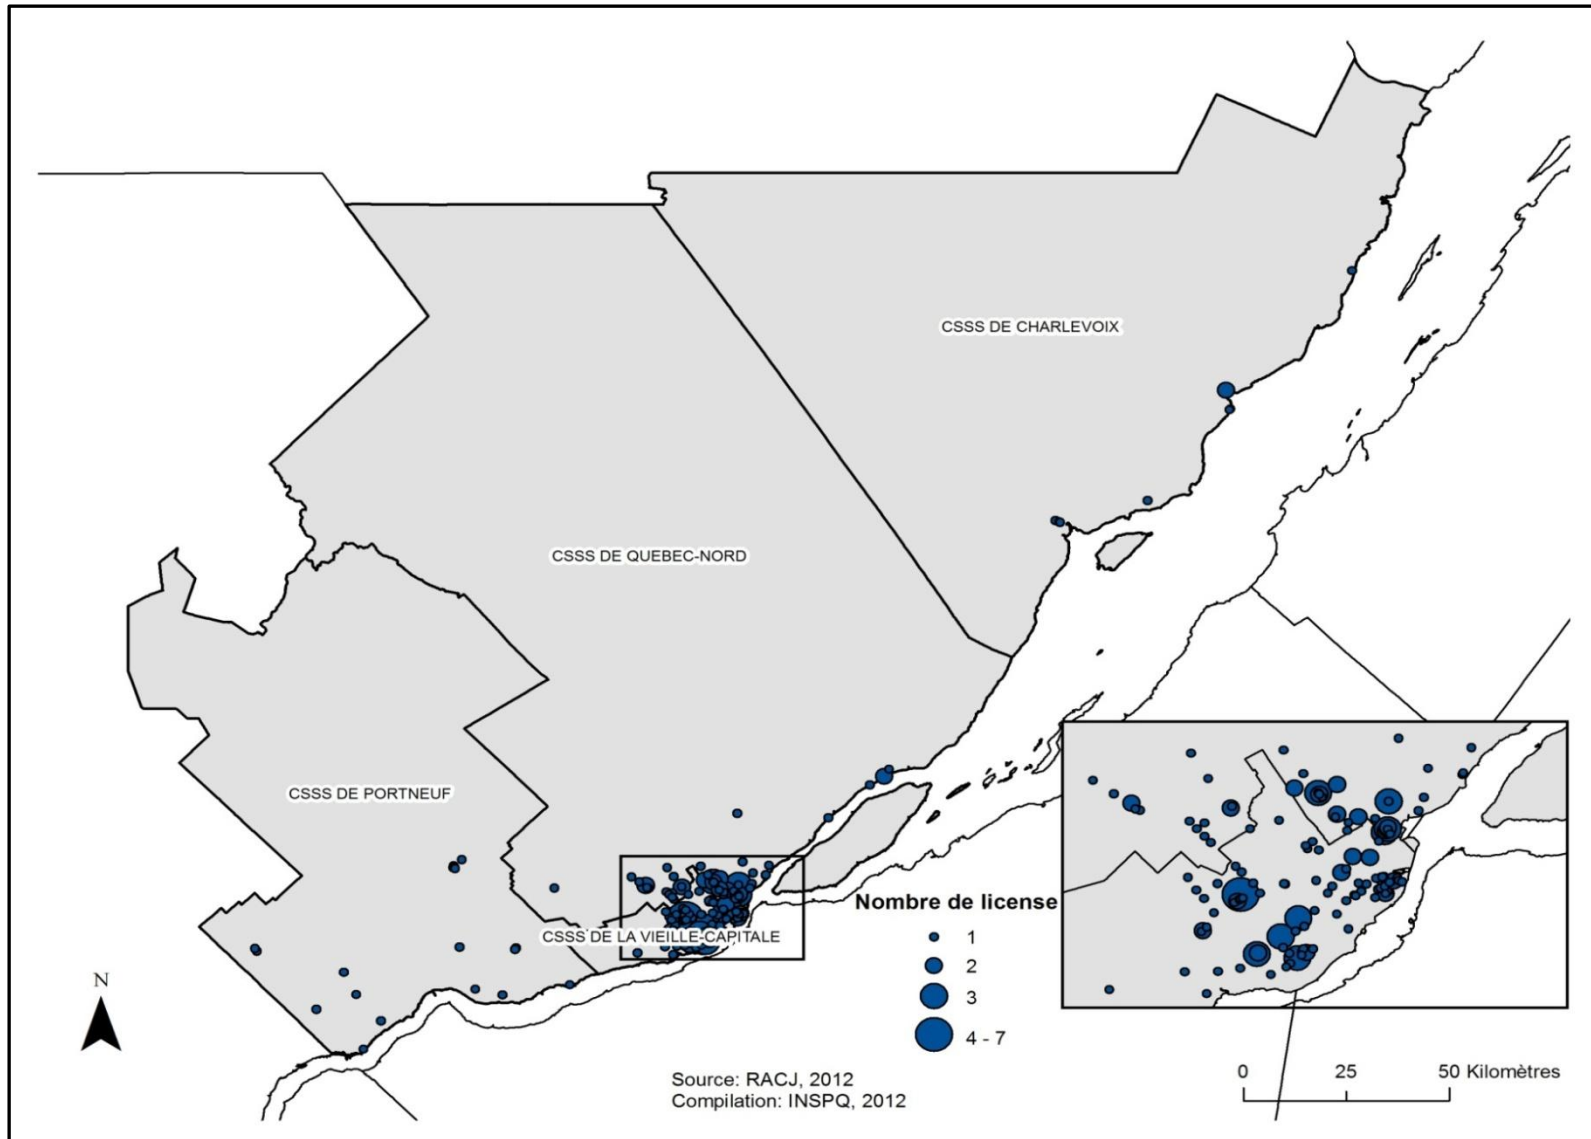 CSSS DE CHARLEVOIX
CSSS DE QUEBEC-NORD
CSSS DE PORTNEUF
CSSS DE LA VIEILLE-CAPITALE
Nombre de license
1
2
3
4 - 7
N
Source: RACJ, 2012
Compilation: INSPQ, 2012
0 25 50 Kilomètres